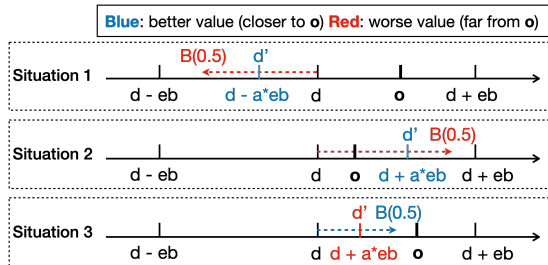 Blue: better value (closer to o) Red: worse value (far from o)
B(0.5) d'
Situation 1
d - eb d - a*eb d o d + eb
d' B(0.5)
Situation 2
d - eb d o d + a*eb d + eb
d' B(0.5)
Situation 3
d - eb d d + a*eb o d + eb